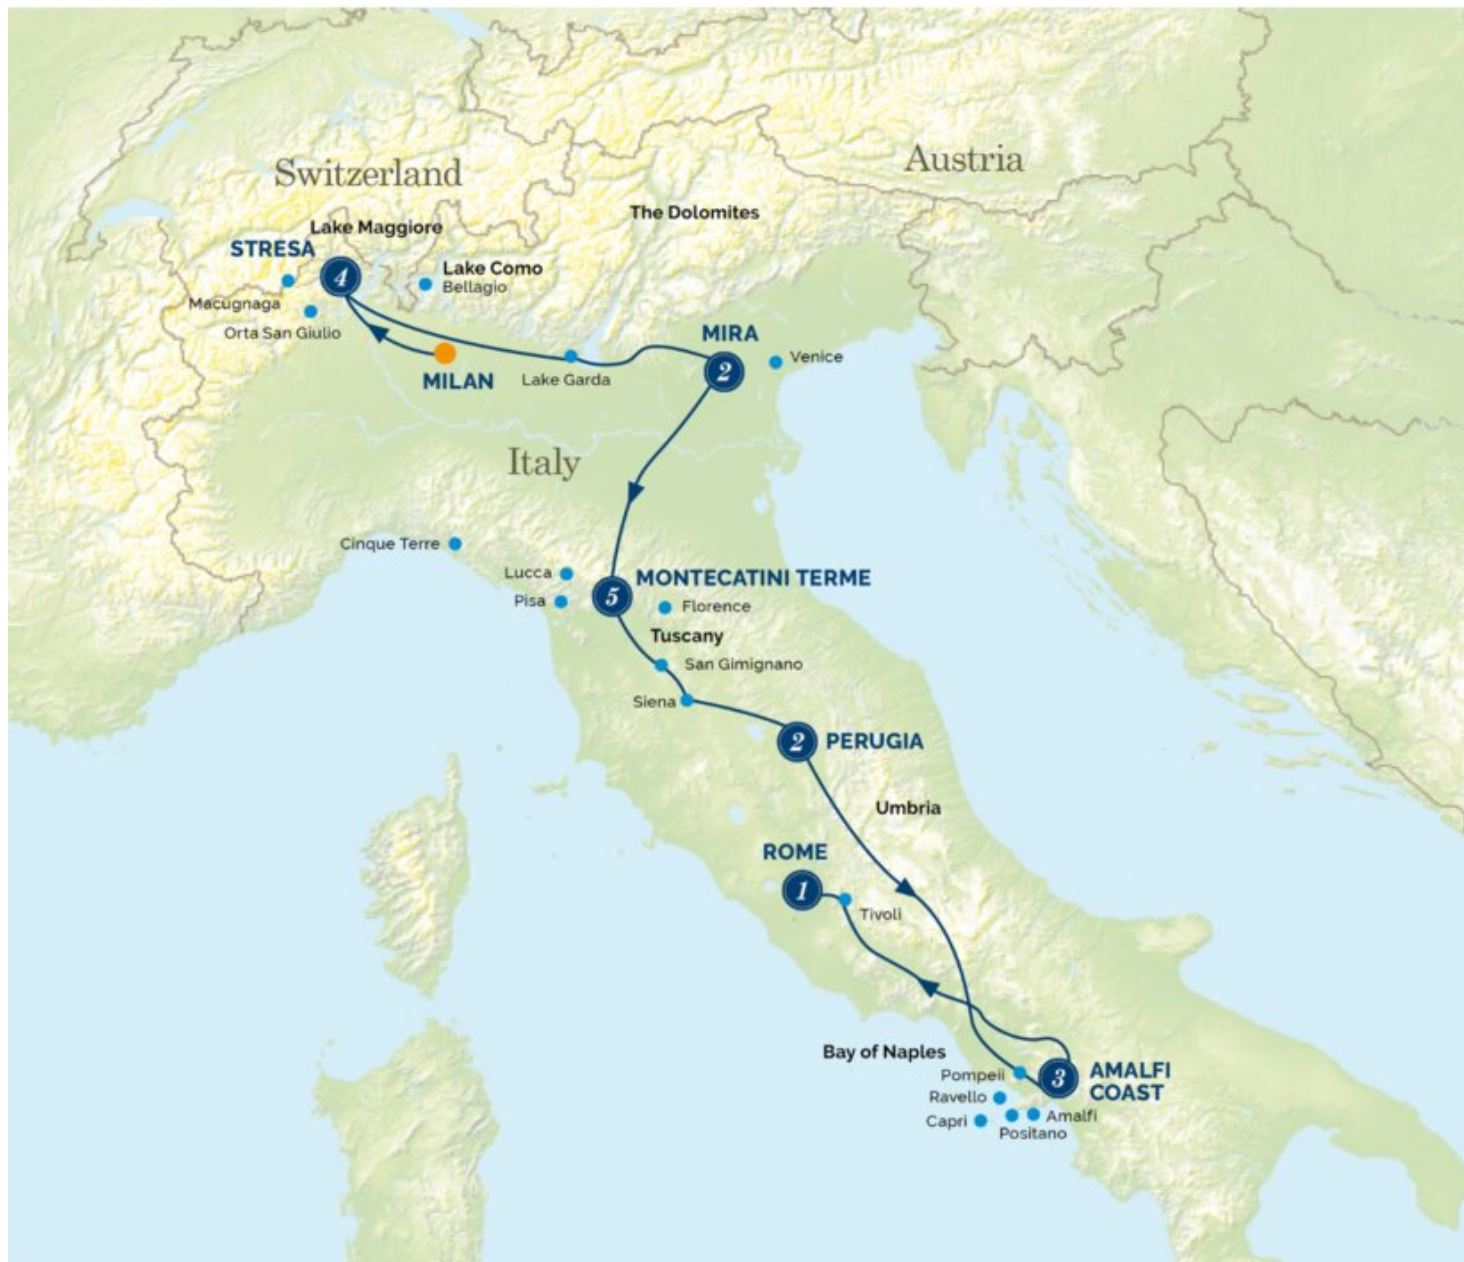 Switzerland
Austria
The Dolomites
Lake Maggiore
STRESA
4
Lake Como
Bellagio
Macugnaga
Orta San Giulio
MILAN
Lake Garda
MIRA
2
Venice
Italy
Cinque Terre
Lucca
Pisa
5
MONTECATINI TERME
Florence
Tuscany
San Gimignano
Siena
2
PERUGIA
Umbria
ROME
1
Tivoli
Bay of Naples
Pompeii
Ravello
Capri
Positano
Amalfi
3
AMALFI
COAST